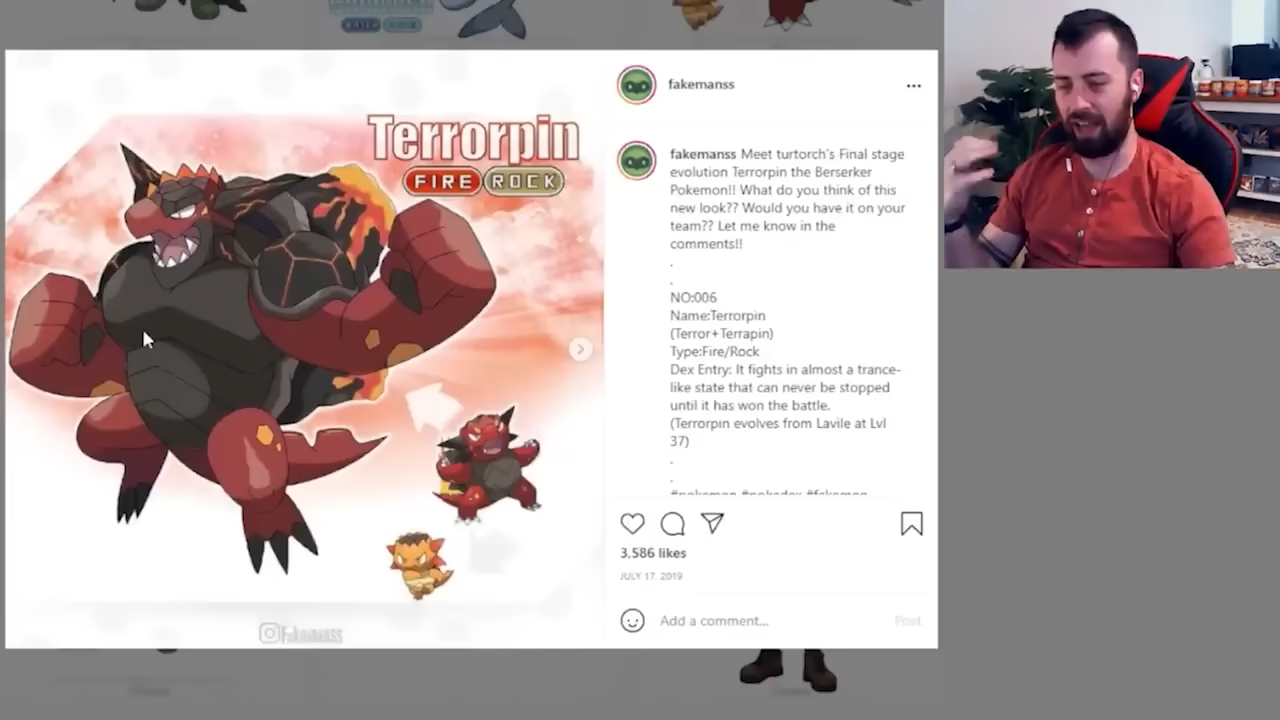 Terrorpin
FIRE ROCK
fakemanss
fakemanss Meet turtorch's Final stage
evolution Terrorpin the Berserker
Pokemon!! What do you think of this
new look?? Would you have it on your
team?? Let me know in the
comments!!
.
.
NO:006
Name:Terrorpin
(Terror+Terrapin)
Type:Fire/Rock
Dex Entry: It fights in almost a trance-
like state that can never be stopped
until it has won the battle.
(Terrorpin evolves from Lavile at Lvl
37)
.
.
#pokemon #pokedex #fakemon
3,586 likes
JULY 17, 2019
Add a comment...
Post
Fakemanss